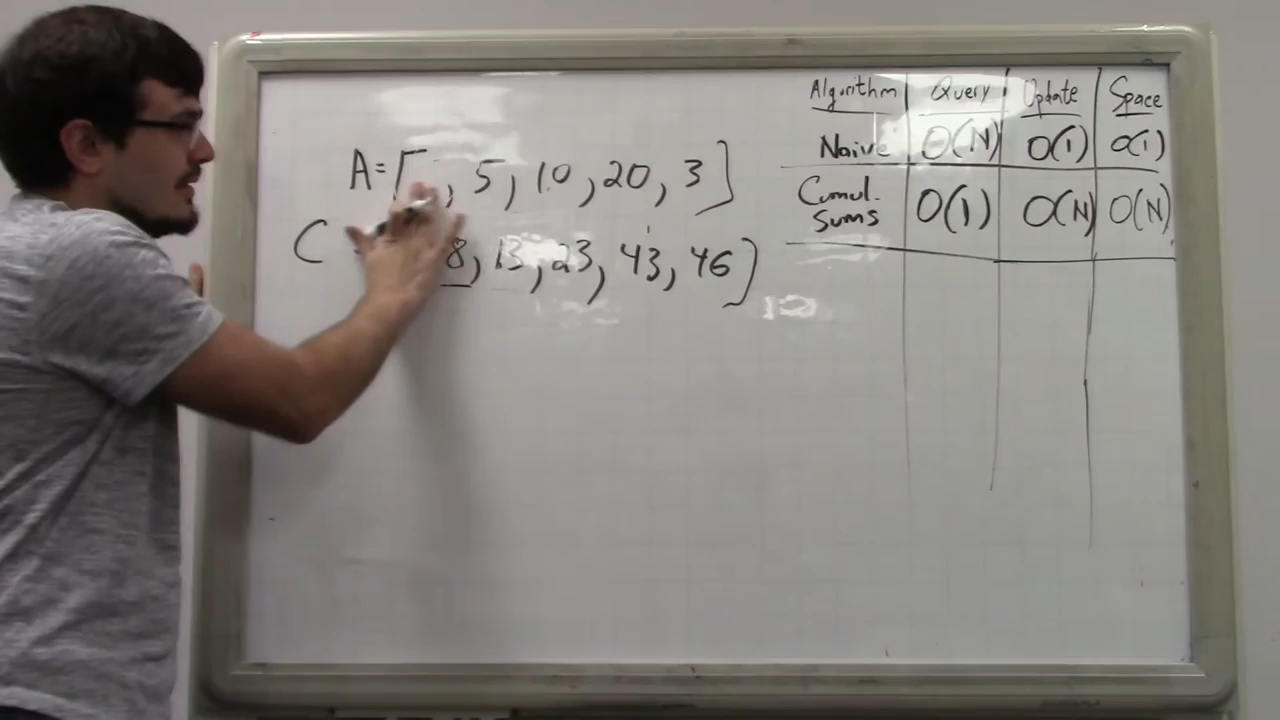 A=[ , 5, 10, 20, 3]
C 8, 13, 23, 43, 46]
Algorithm Query Update Space
Naive O(N) O(1) O(1)
Cumul. Sums O(1) O(N) O(N)